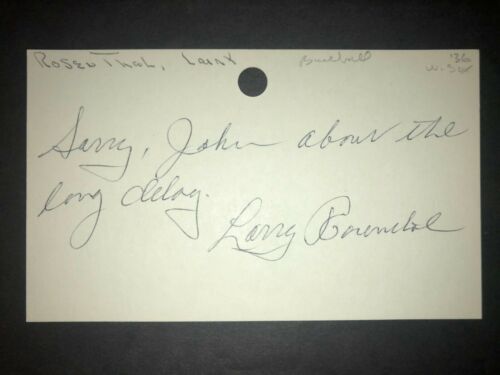 Rosenthal, Larry Baseball '36
W. Sox
Sorry, John about the
long delay.
Larry Rosenthal